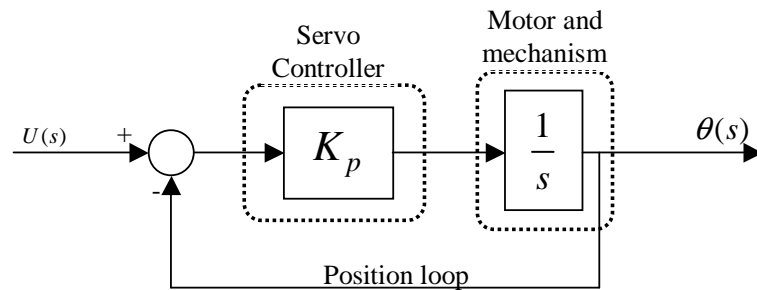 Servo
Controller
Motor and
mechanism
U(s)
+
-
K_p
1
s
θ(s)
Position loop